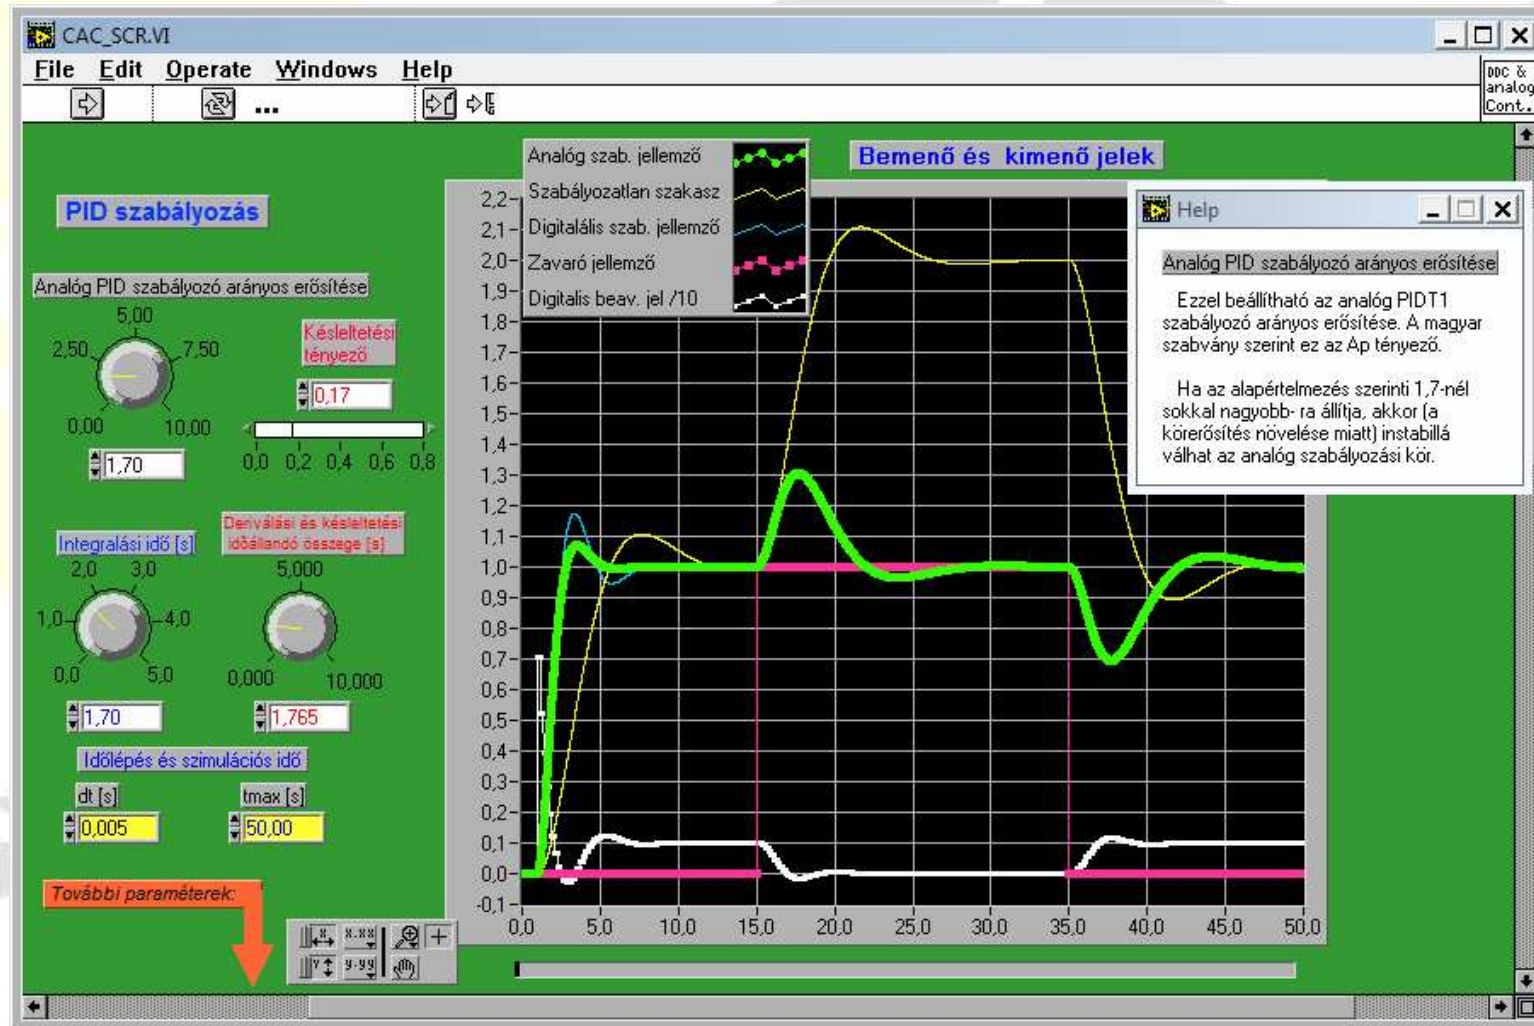 CAC_SCR.VI
File Edit Operate Windows Help
...
DDC &
analog
Cont.
PID szabályozás
Analóg PID szabályozó arányos erősítése
5,00
2,50
7,50
0,00
10,00
1,70
Késleltetési
tényező
0,17
0,0 0,2 0,4 0,6 0,8
Integralási idő [s]
2,0 3,0
1,0 4,0
0,0 5,0
1,70
Deriválási és késleltetési
időállandó összege [s]
5,000
0,000 10,000
1,765
Időlépés és szimulációs idő
dt [s]
0,005
tmax [s]
50,00
További paraméterek:
x.xx
y.yy
Analóg szab. jellemző
Szabályozatlan szakasz
Digitalális szab. jellemző
Zavaró jellemző
Digitalis beav. jel /10
Bemenő és kimenő jelek
2,2
2,1
2,0
1,9
1,8
1,7
1,6
1,5
1,4
1,3
1,2
1,1
1,0
0,9
0,8
0,7
0,6
0,5
0,4
0,3
0,2
0,1
0,0
-0,1
0,0 5,0 10,0 15,0 20,0 25,0 30,0 35,0 40,0 45,0 50,0
Help
Analóg PID szabályozó arányos erősítése
Ezzel beállítható az analóg PIDT1
szabályozó arányos erősítése. A magyar
szabvány szerint ez az Ap tényező.
Ha az alapértelmezés szerinti 1,7-nél
sokkal nagyobb- ra állítja, akkor (a
körerősítés növelése miatt) instabillá
válhat az analóg szabályozási kör.